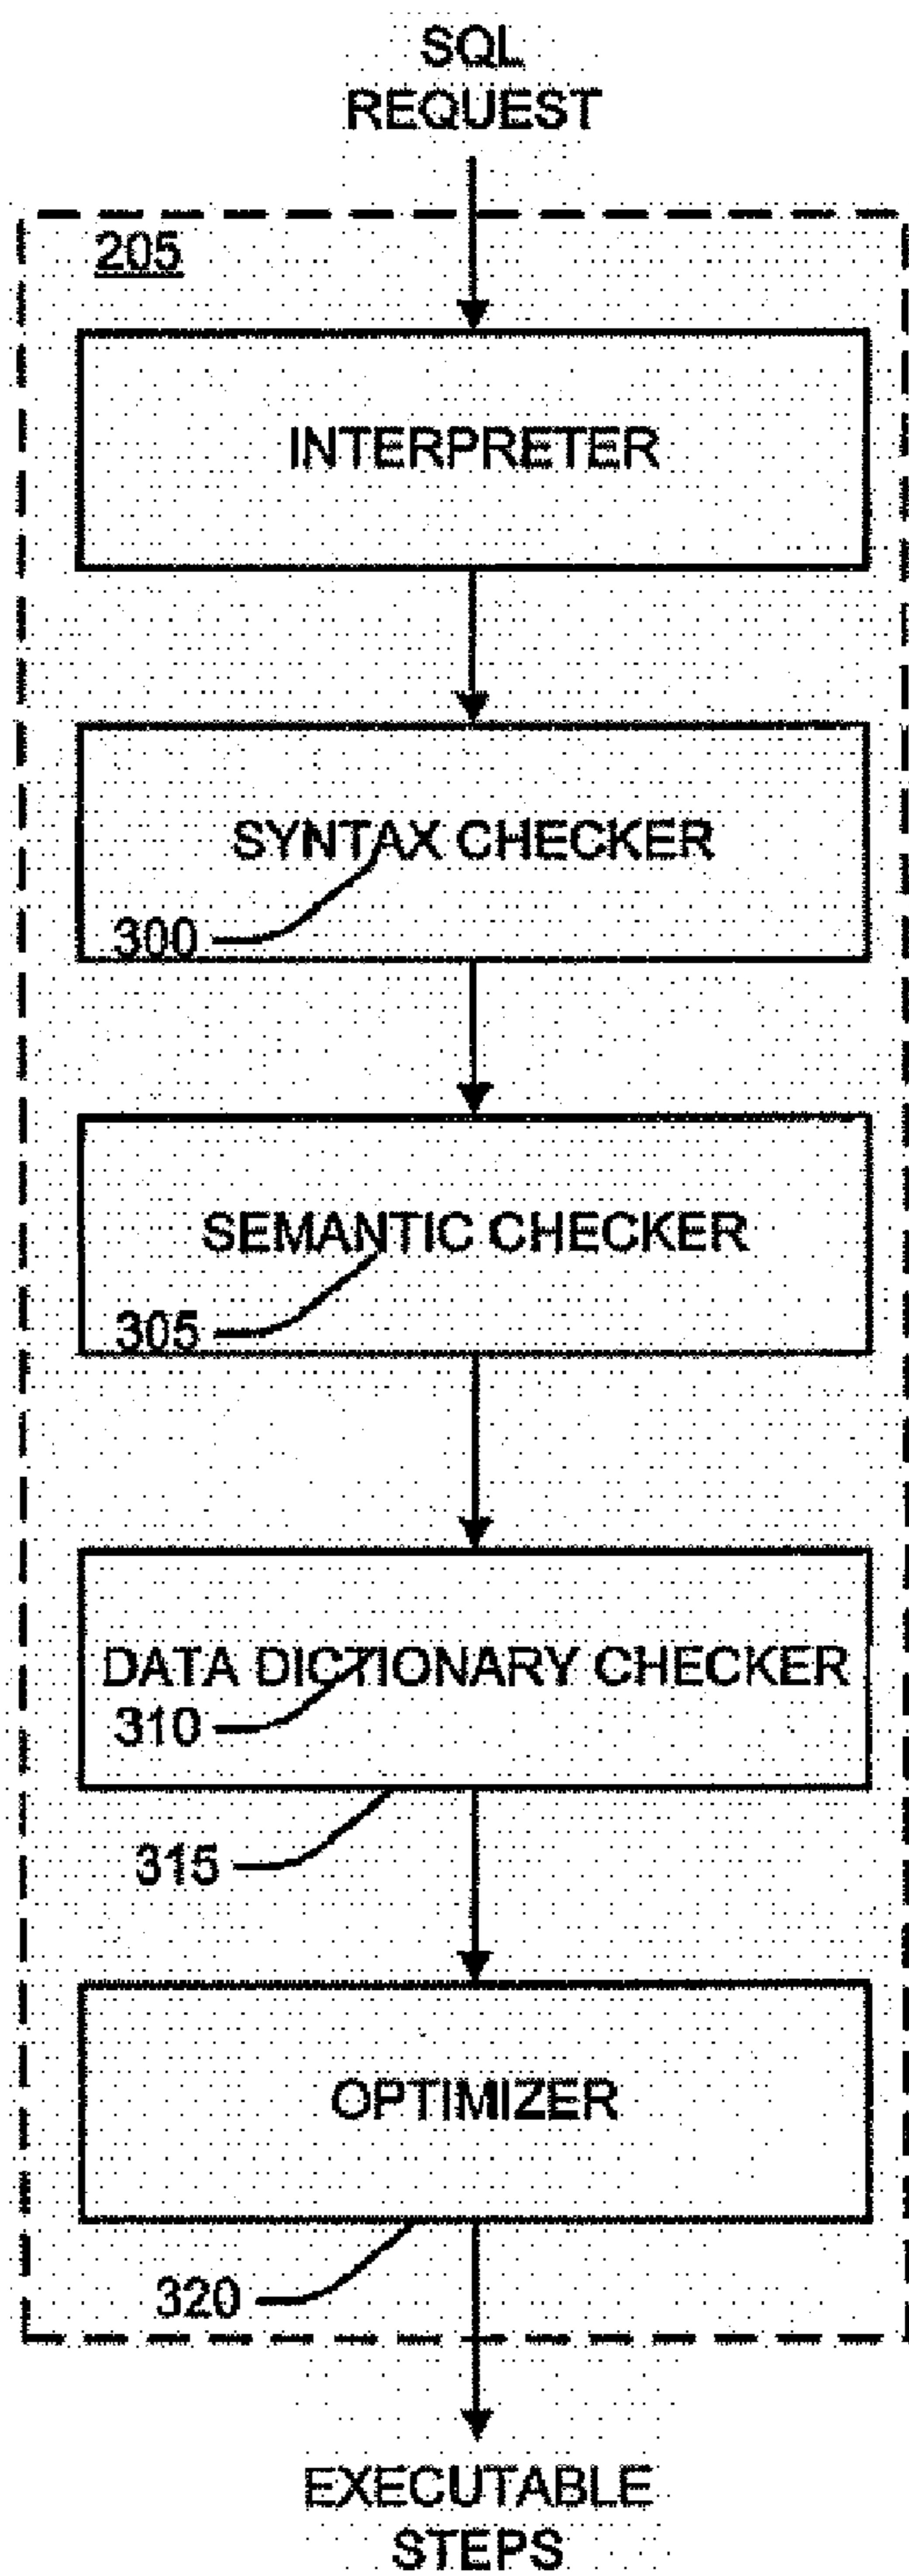 SQL
REQUEST
205
INTERPRETER
SYNTAX CHECKER
300
SEMANTIC CHECKER
305
DATA DICTIONARY CHECKER
310
315
OPTIMIZER
320
EXECUTABLE
STEPS